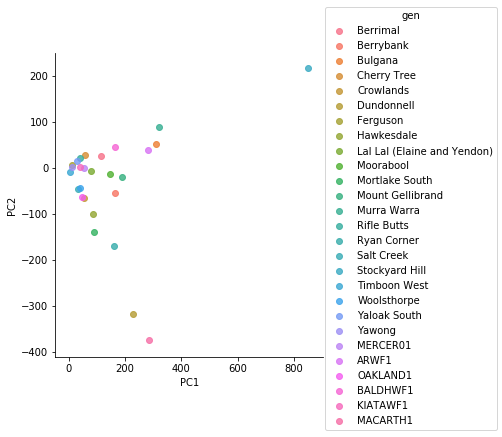 gen
Berrimal
Berrybank
Bulgana
Cherry Tree
Crowlands
Dundonnell
Ferguson
Hawkesdale
Lal Lal (Elaine and Yendon)
Moorabool
Mortlake South
Mount Gellibrand
Murra Warra
Rifle Butts
Ryan Corner
Salt Creek
Stockyard Hill
Timboon West
Woolsthorpe
Yaloak South
Yawong
MERCER01
ARWF1
OAKLAND1
BALDHWF1
KIATAWF1
MACARTH1
200
100
0
−100
−200
−300
−400
PC2
0 200 400 600 800
PC1